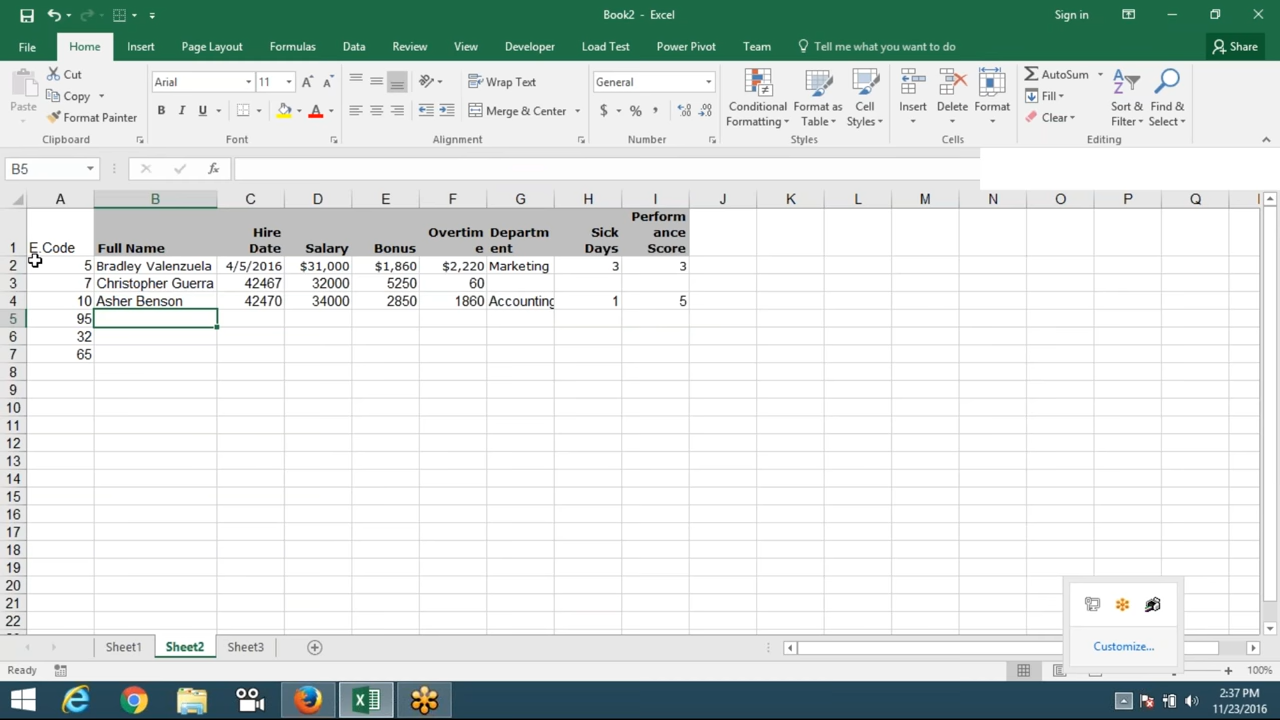 Book2 - Excel
Sign in
File
Home
Insert
Page Layout
Formulas
Data
Review
View
Developer
Load Test
Power Pivot
Team
Tell me what you want to do
Share
Paste
Cut
Copy
Format Painter
Clipboard
Arial
11
B I U
Font
Wrap Text
Merge & Center
Alignment
General
$ % ,
Number
Conditional Formatting
Format as Table
Cell Styles
Styles
Insert
Delete
Format
Cells
AutoSum
Fill
Clear
Sort & Filter
Find & Select
Editing
B5
fx
A B C D E F G H I J K L M N O P Q
1 E.Code Full Name Hire Date Salary Bonus Overtime Department Sick Days Performance Score
2 5 Bradley Valenzuela 4/5/2016 $31,000 $1,860 $2,220 Marketing 3 3
3 7 Christopher Guerra 42467 32000 5250 60
4 10 Asher Benson 42470 34000 2850 1860 Accounting 1 5
5 95
6 32
7 65
8
9
10
11
12
13
14
15
16
17
18
19
20
21
22
Sheet1
Sheet2
Sheet3
Customize...
Ready
100%
2:37 PM
11/23/2016